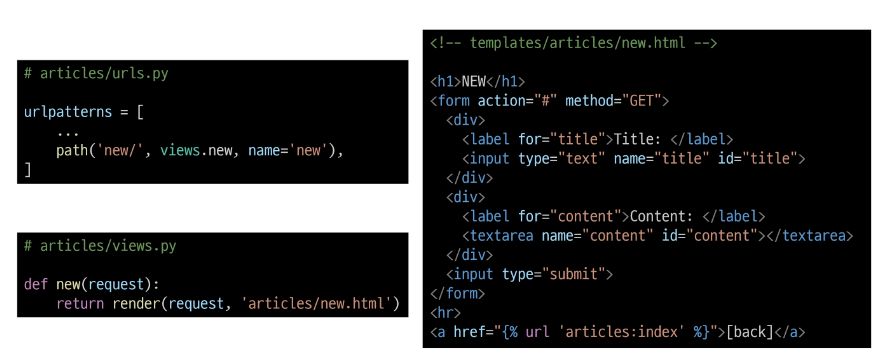 # articles/urls.py
urlpatterns = [
    ...
    path('new/', views.new, name='new'),
]
# articles/views.py
def new(request):
    return render(request, 'articles/new.html')
<!-- templates/articles/new.html -->
<h1>NEW</h1>
<form action="#" method="GET">
  <div>
    <label for="title">Title: </label>
    <input type="text" name="title" id="title">
  </div>
  <div>
    <label for="content">Content: </label>
    <textarea name="content" id="content"></textarea>
  </div>
  <input type="submit">
</form>
<hr>
<a href="{% url 'articles:index' %}">[back]</a>